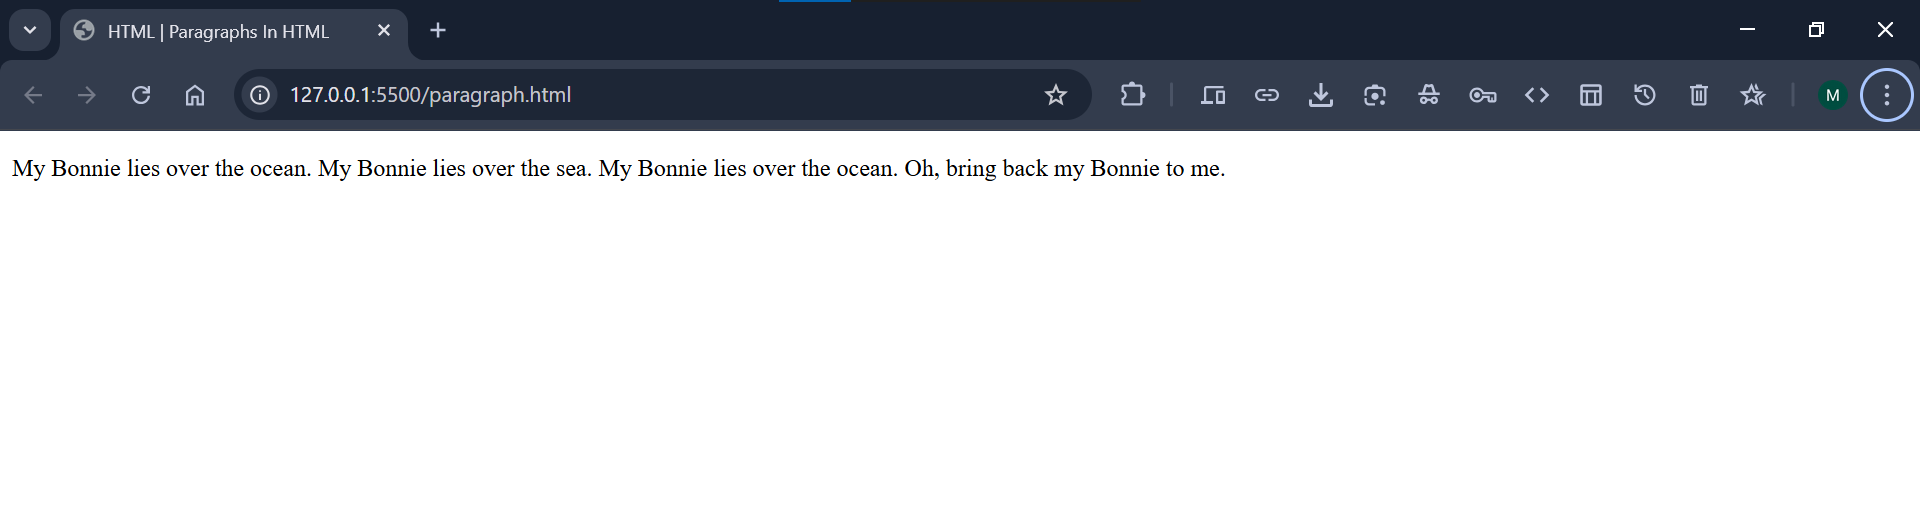 HTML | Paragraphs In HTML
127.0.0.1:5500/paragraph.html
M
My Bonnie lies over the ocean. My Bonnie lies over the sea. My Bonnie lies over the ocean. Oh, bring back my Bonnie to me.